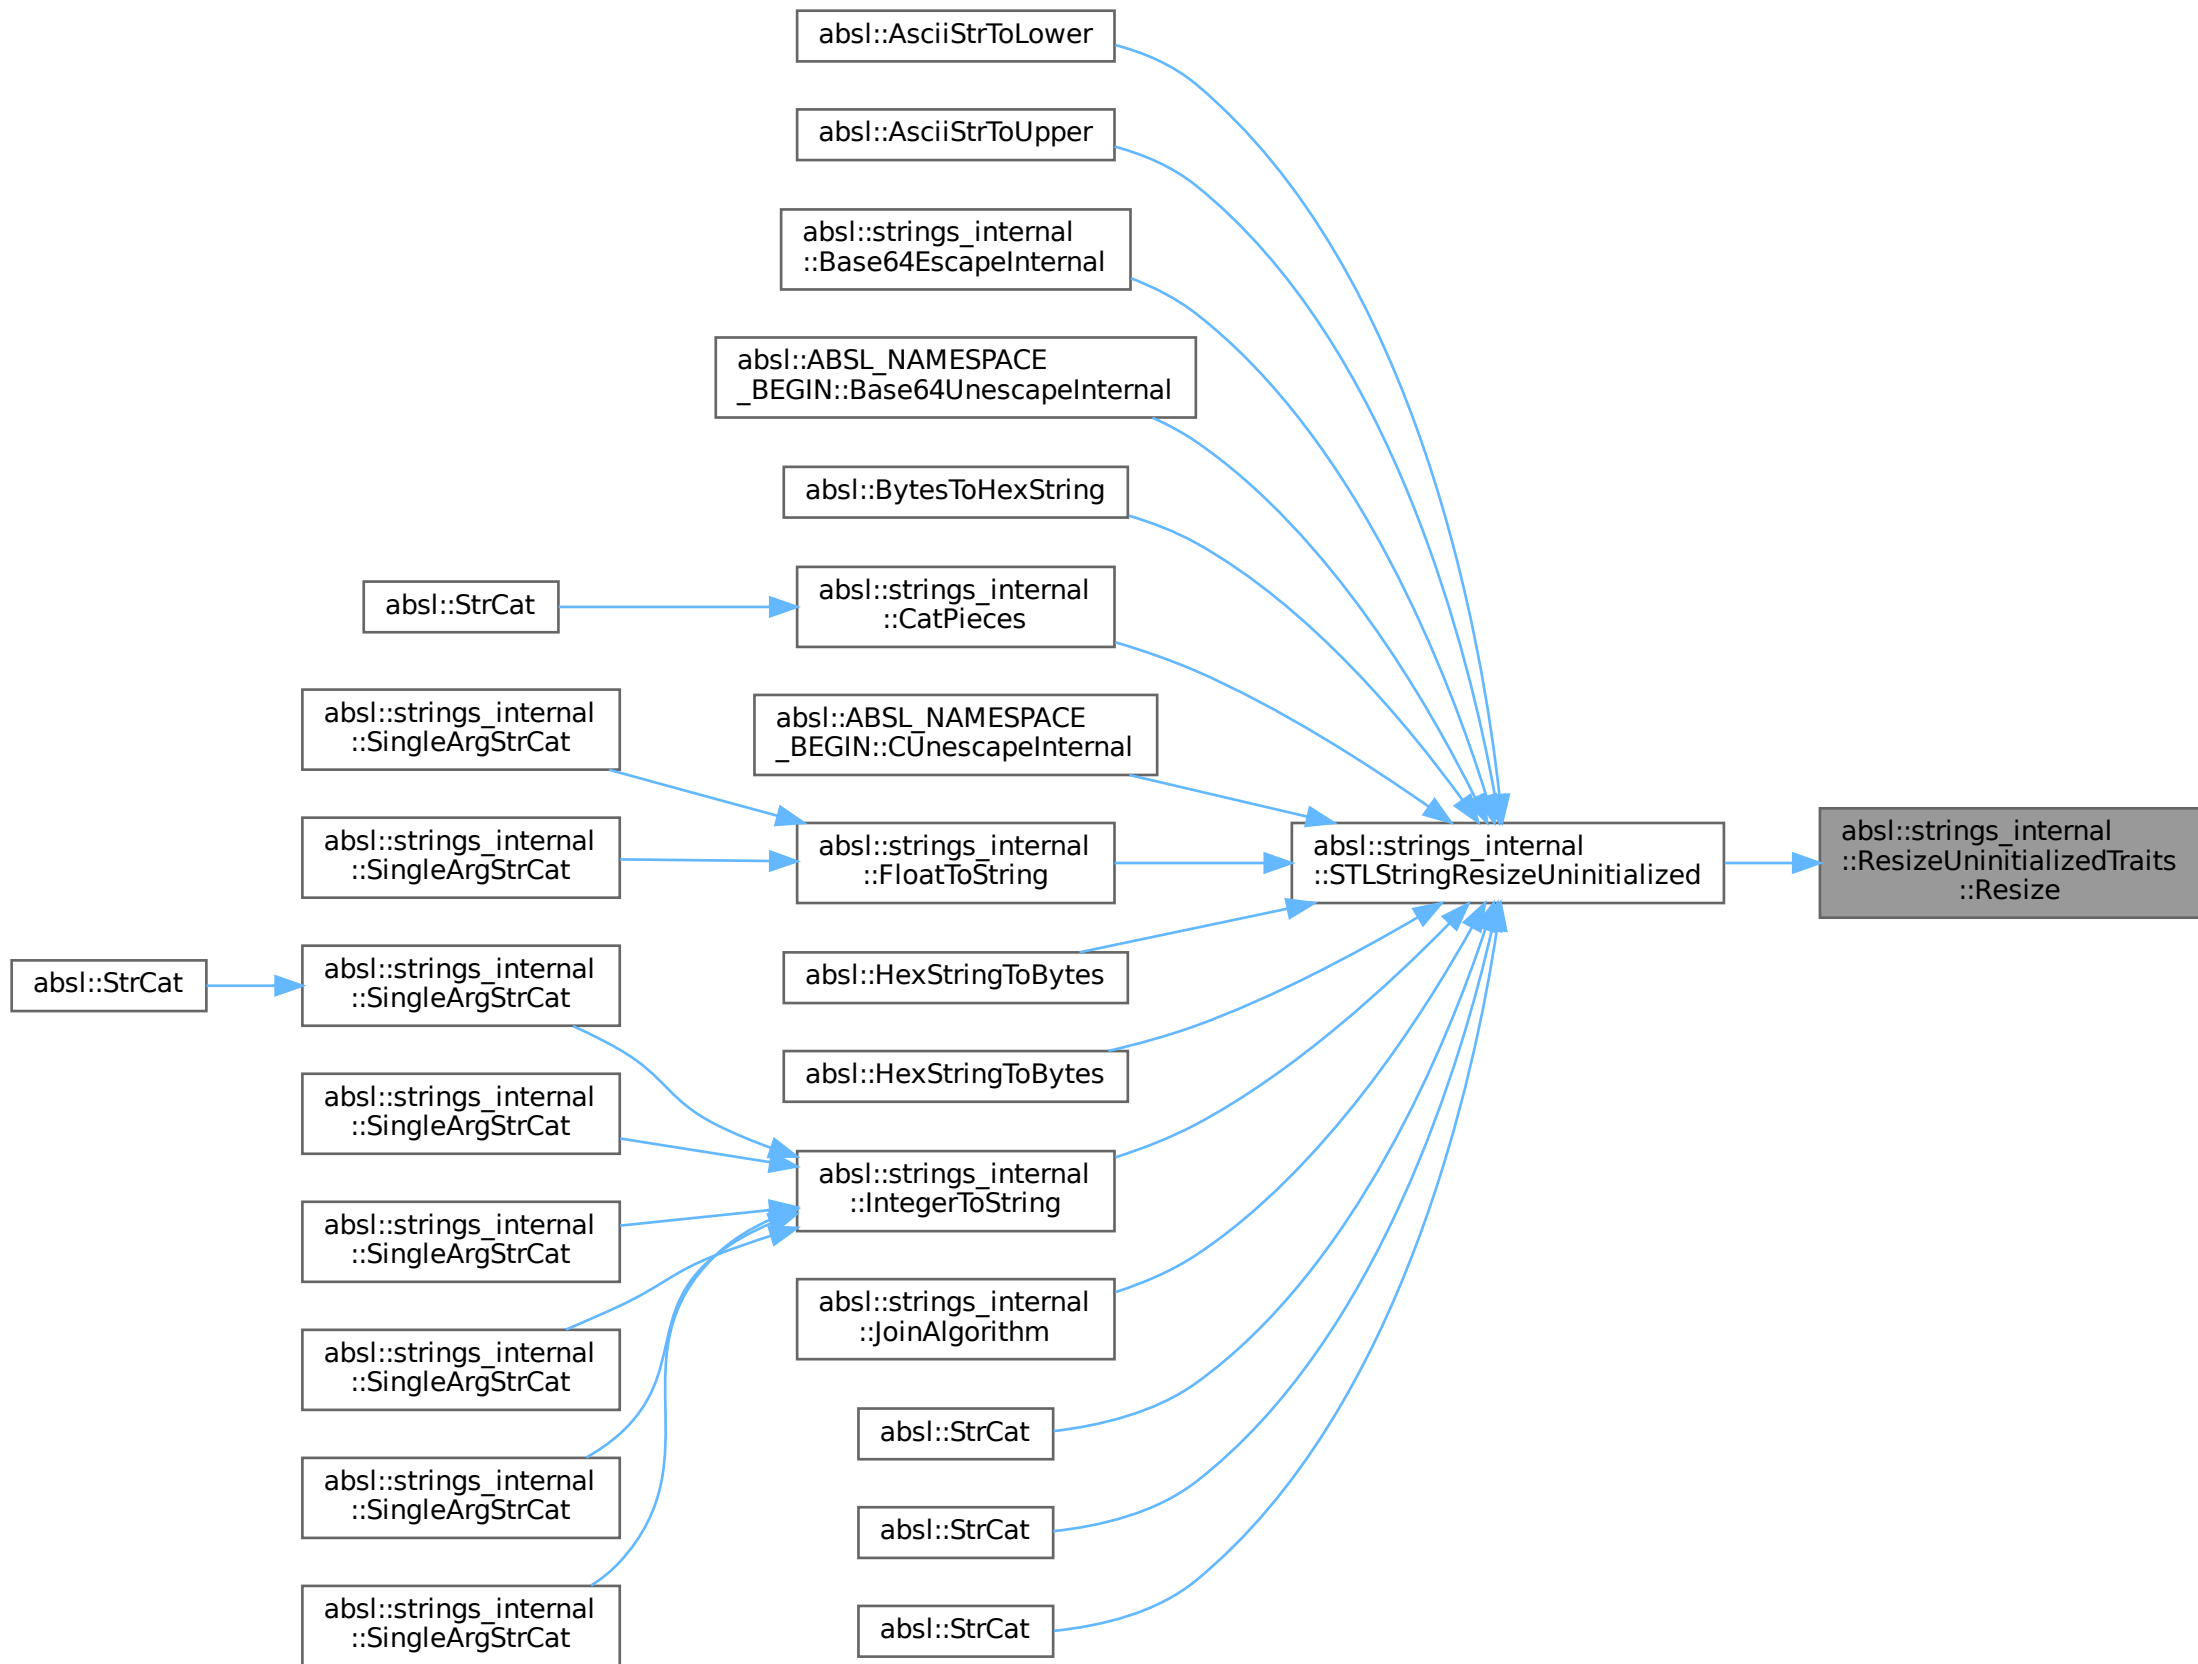 absl::AsciiStrToLower
absl::AsciiStrToUpper
absl::strings_internal
::Base64EscapeInternal
absl::ABSL_NAMESPACE
_BEGIN::Base64UnescapeInternal
absl::BytesToHexString
absl::StrCat
absl::strings_internal
::CatPieces
absl::strings_internal
::SingleArgStrCat
absl::ABSL_NAMESPACE
_BEGIN::CUnescapeInternal
absl::strings_internal
::SingleArgStrCat
absl::strings_internal
::FloatToString
absl::strings_internal
::STLStringResizeUninitialized
absl::strings_internal
::ResizeUninitializedTraits
::Resize
absl::StrCat
absl::strings_internal
::SingleArgStrCat
absl::HexStringToBytes
absl::HexStringToBytes
absl::strings_internal
::SingleArgStrCat
absl::strings_internal
::IntegerToString
absl::strings_internal
::SingleArgStrCat
absl::strings_internal
::JoinAlgorithm
absl::strings_internal
::SingleArgStrCat
absl::StrCat
absl::strings_internal
::SingleArgStrCat
absl::StrCat
absl::strings_internal
::SingleArgStrCat
absl::StrCat